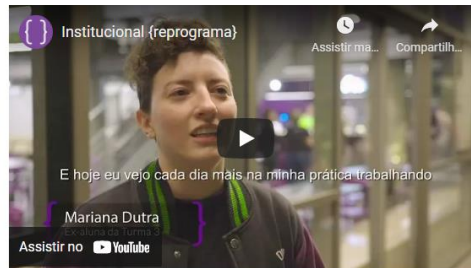 { } Institucional {reprograma}
Assistir ma...
Compartilh...
E hoje eu vejo cada dia mais na minha prática trabalhando
{ Mariana Dutra }
Ex-aluna da Turma 3
Assistir no YouTube